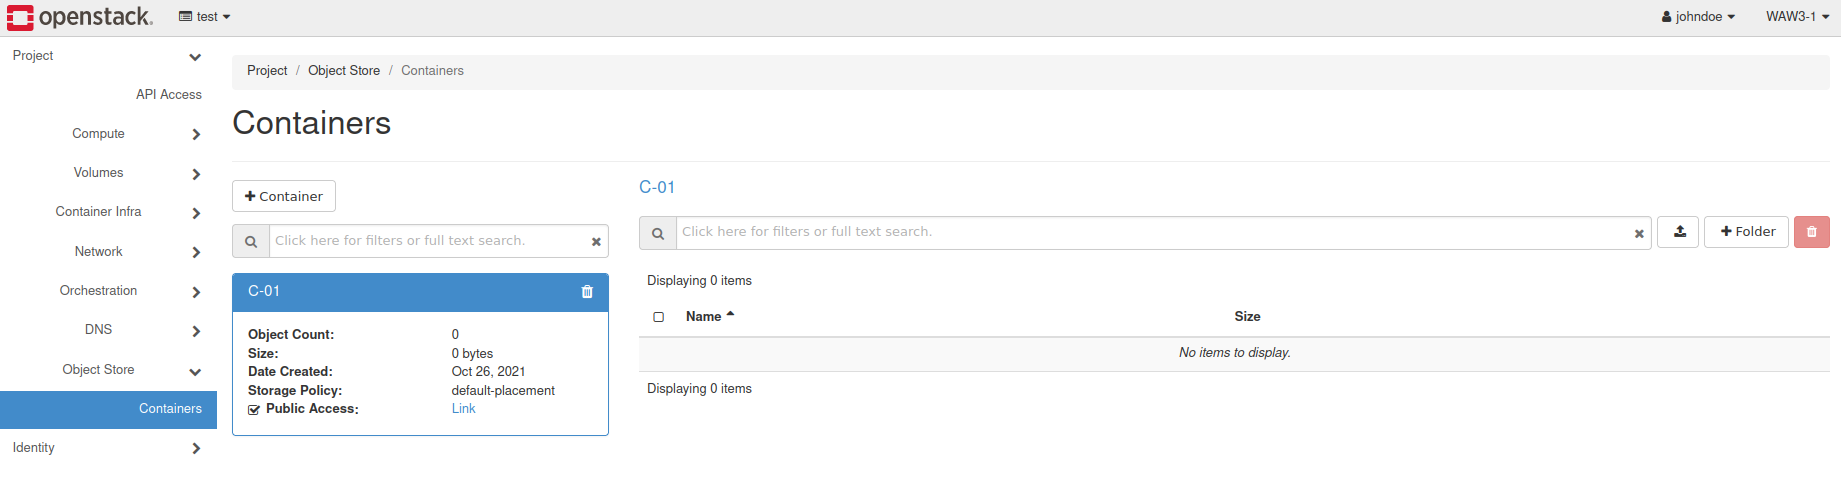 openstack.
test
johndoe
WAW3-1
Project
API Access
Compute
Volumes
Container Infra
Network
Orchestration
DNS
Object Store
Containers
Identity
Project / Object Store / Containers
Containers
Container
Click here for filters or full text search.
C-01
Object Count: 0
Size: 0 bytes
Date Created: Oct 26, 2021
Storage Policy: default-placement
Public Access: Link
C-01
Click here for filters or full text search.
Folder
Displaying 0 items
Name Size
No items to display.
Displaying 0 items